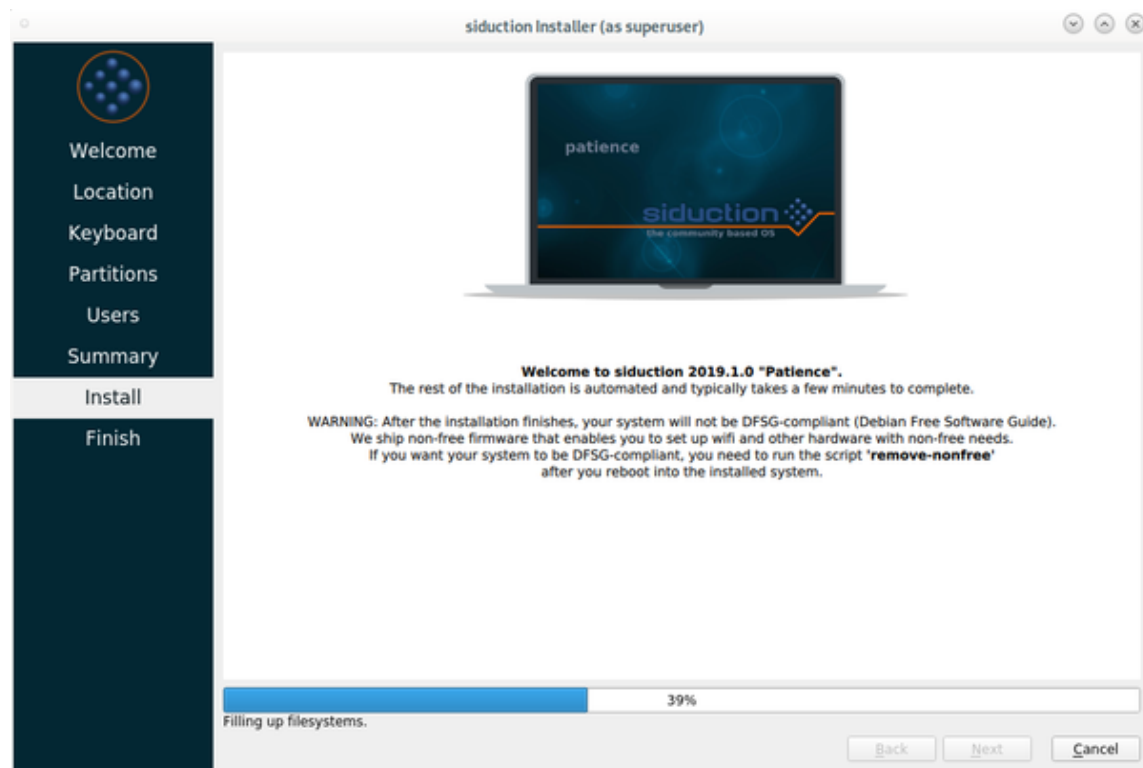 siduction Installer (as superuser)
Welcome
Location
Keyboard
Partitions
Users
Summary
Install
Finish
patience
siduction
the community based OS
Welcome to siduction 2019.1.0 "Patience".
The rest of the installation is automated and typically takes a few minutes to complete.
WARNING: After the installation finishes, your system will not be DFSG-compliant (Debian Free Software Guide).
We ship non-free firmware that enables you to set up wifi and other hardware with non-free needs.
If you want your system to be DFSG-compliant, you need to run the script 'remove-nonfree'
after you reboot into the installed system.
39%
Filling up filesystems.
Back
Next
Cancel